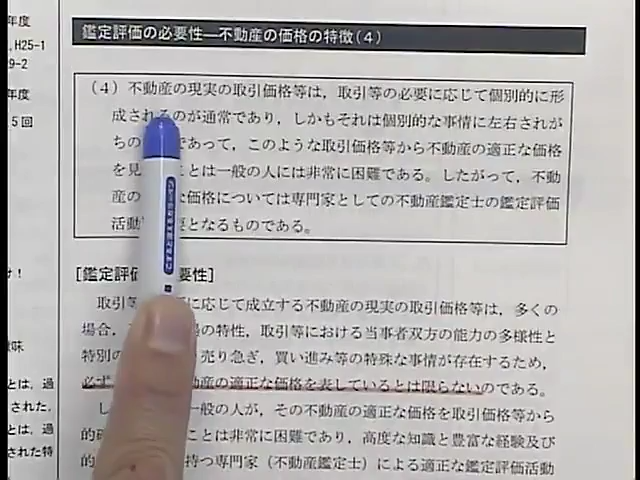 年度
鑑定評価の必要性―不動産の価格の特徴(4)
, H25-1
9-2
(4) 不動産の現実の取引価格等は，取引等の必要に応じて個別的に形
年度
成されるのが通常であり，しかもそれは個別的な事情に左右されが
5回
ちの であって，このような取引価格等から不動産の適正な価格
を見 ことは一般の人には非常に困難である。したがって，不動
産の な価格については専門家としての不動産鑑定士の鑑定評価
活動 要となるものである。
け！
[鑑定評価 要性]
取引等 に応じて成立する不動産の現実の取引価格等は，多くの
場合， 場の特性，取引等における当事者双方の能力の多様性と
意味
特別の 売り急ぎ，買い進み等の特殊な事情が存在するため，
とは，過
必ず 動産の適正な価格を表しているとは限らないのである。
された，
し 一般の人が，その不動産の適正な価格を取引価格等から
とは，過
的確 ことは非常に困難であり，高度な知識と豊富な経験及び
された特
的 持つ専門家（不動産鑑定士）による適正な鑑定評価活動